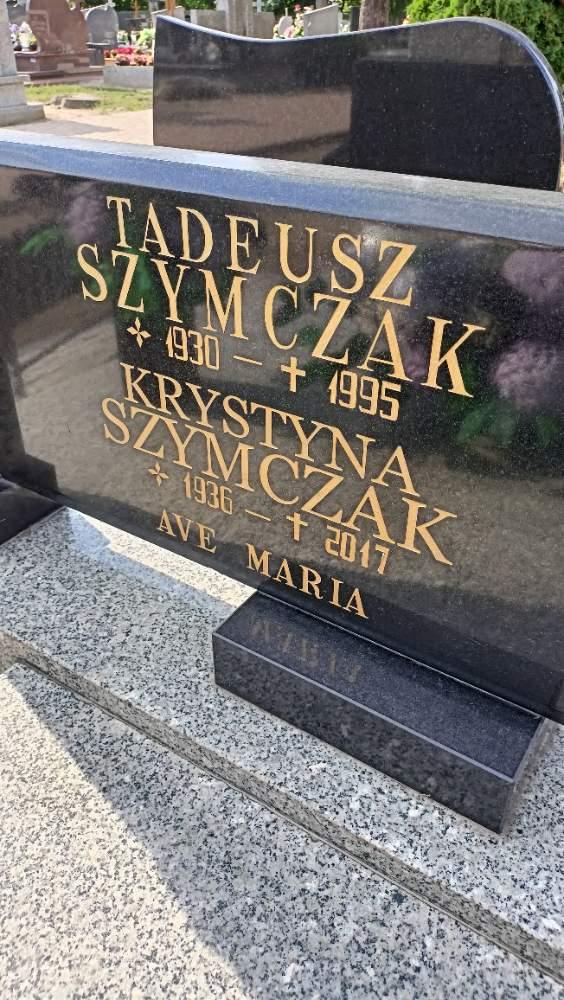 TADEUSZ
SZYMCZAK
✧ 1930 – ✝ 1995
KRYSTYNA
SZYMCZAK
✧ 1936 – ✝ 2017
AVE MARIA